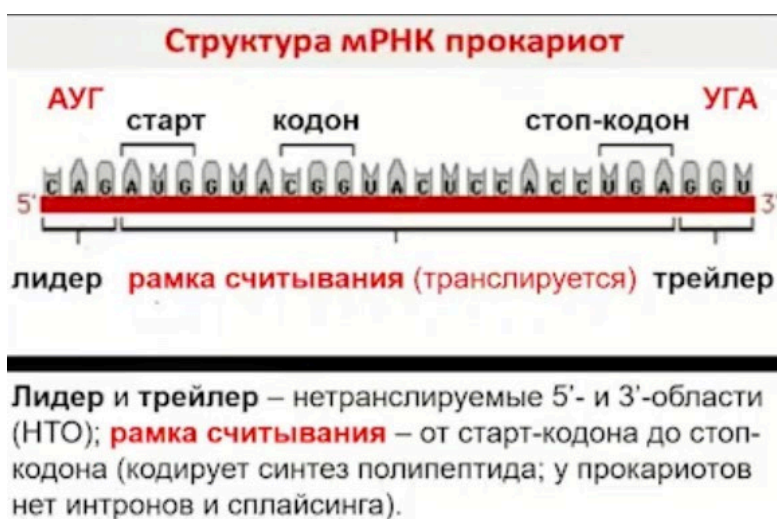 Структура мРНК прокариот
АУГ УГА
старт кодон стоп-кодон
C A G A U G G U A C G G U A C U C C A C C U G A G G U
5' 3'
лидер рамка считывания (транслируется) трейлер
Лидер и трейлер – нетранслируемые 5'- и 3'-области
(НТО); рамка считывания – от старт-кодона до стоп-
кодона (кодирует синтез полипептида; у прокариотов
нет интронов и сплайсинга).